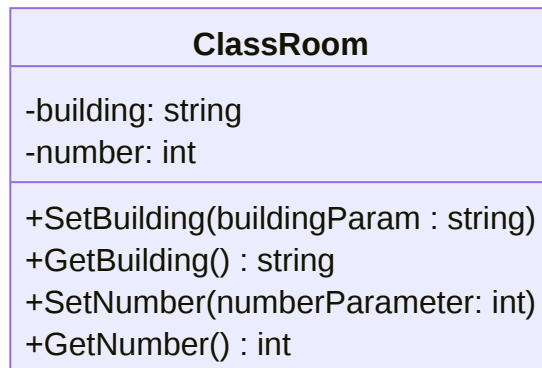 ClassRoom
-building: string
-number: int
+SetBuilding(buildingParam : string)
+GetBuilding() : string
+SetNumber(numberParameter: int)
+GetNumber() : int